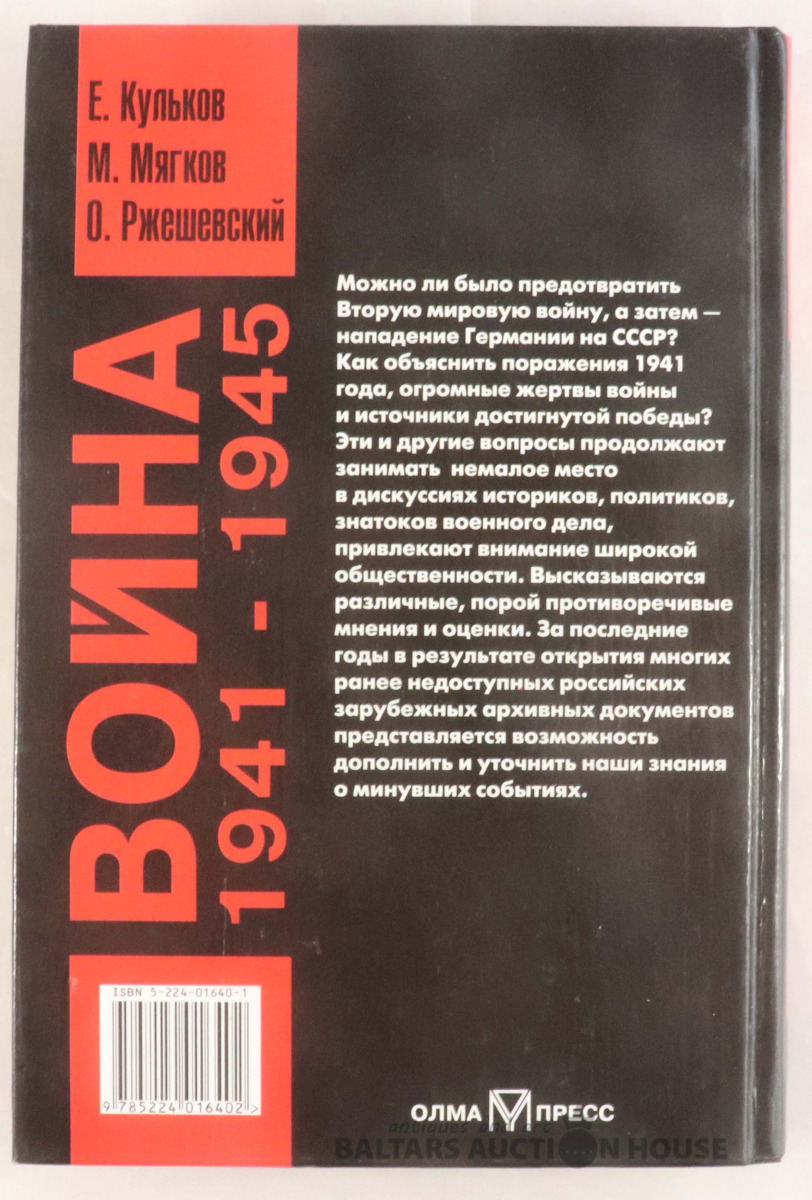 Е. Кульков
М. Мягков
О. Ржешевский
ВОЙНА
1941 - 1945
Можно ли было предотвратить
Вторую мировую войну, а затем —
нападение Германии на СССР?
Как объяснить поражения 1941
года, огромные жертвы войны
и источники достигнутой победы?
Эти и другие вопросы продолжают
занимать немалое место
в дискуссиях историков, политиков,
знатоков военного дела,
привлекают внимание широкой
общественности. Высказываются
различные, порой противоречивые
мнения и оценки. За последние
годы в результате открытия многих
ранее недоступных российских
зарубежных архивных документов
представляется возможность
дополнить и уточнить наши знания
о минувших событиях.
ISBN 5-224-01640-1
9 785224 016402 >
ОЛМА ПРЕСС
antiques and art
BALTARS AUCTION HOUSE